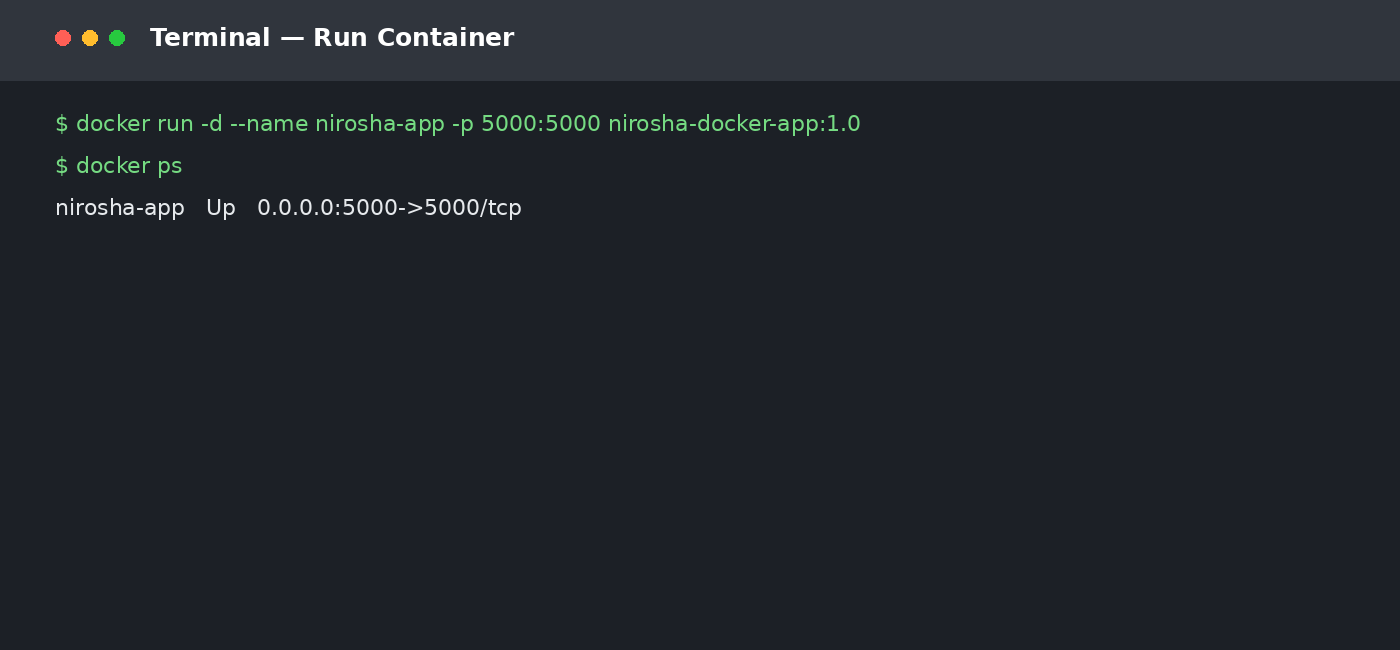 Terminal — Run Container
$ docker run -d --name nirosha-app -p 5000:5000 nirosha-docker-app:1.0
$ docker ps
nirosha-app   Up   0.0.0.0:5000->5000/tcp